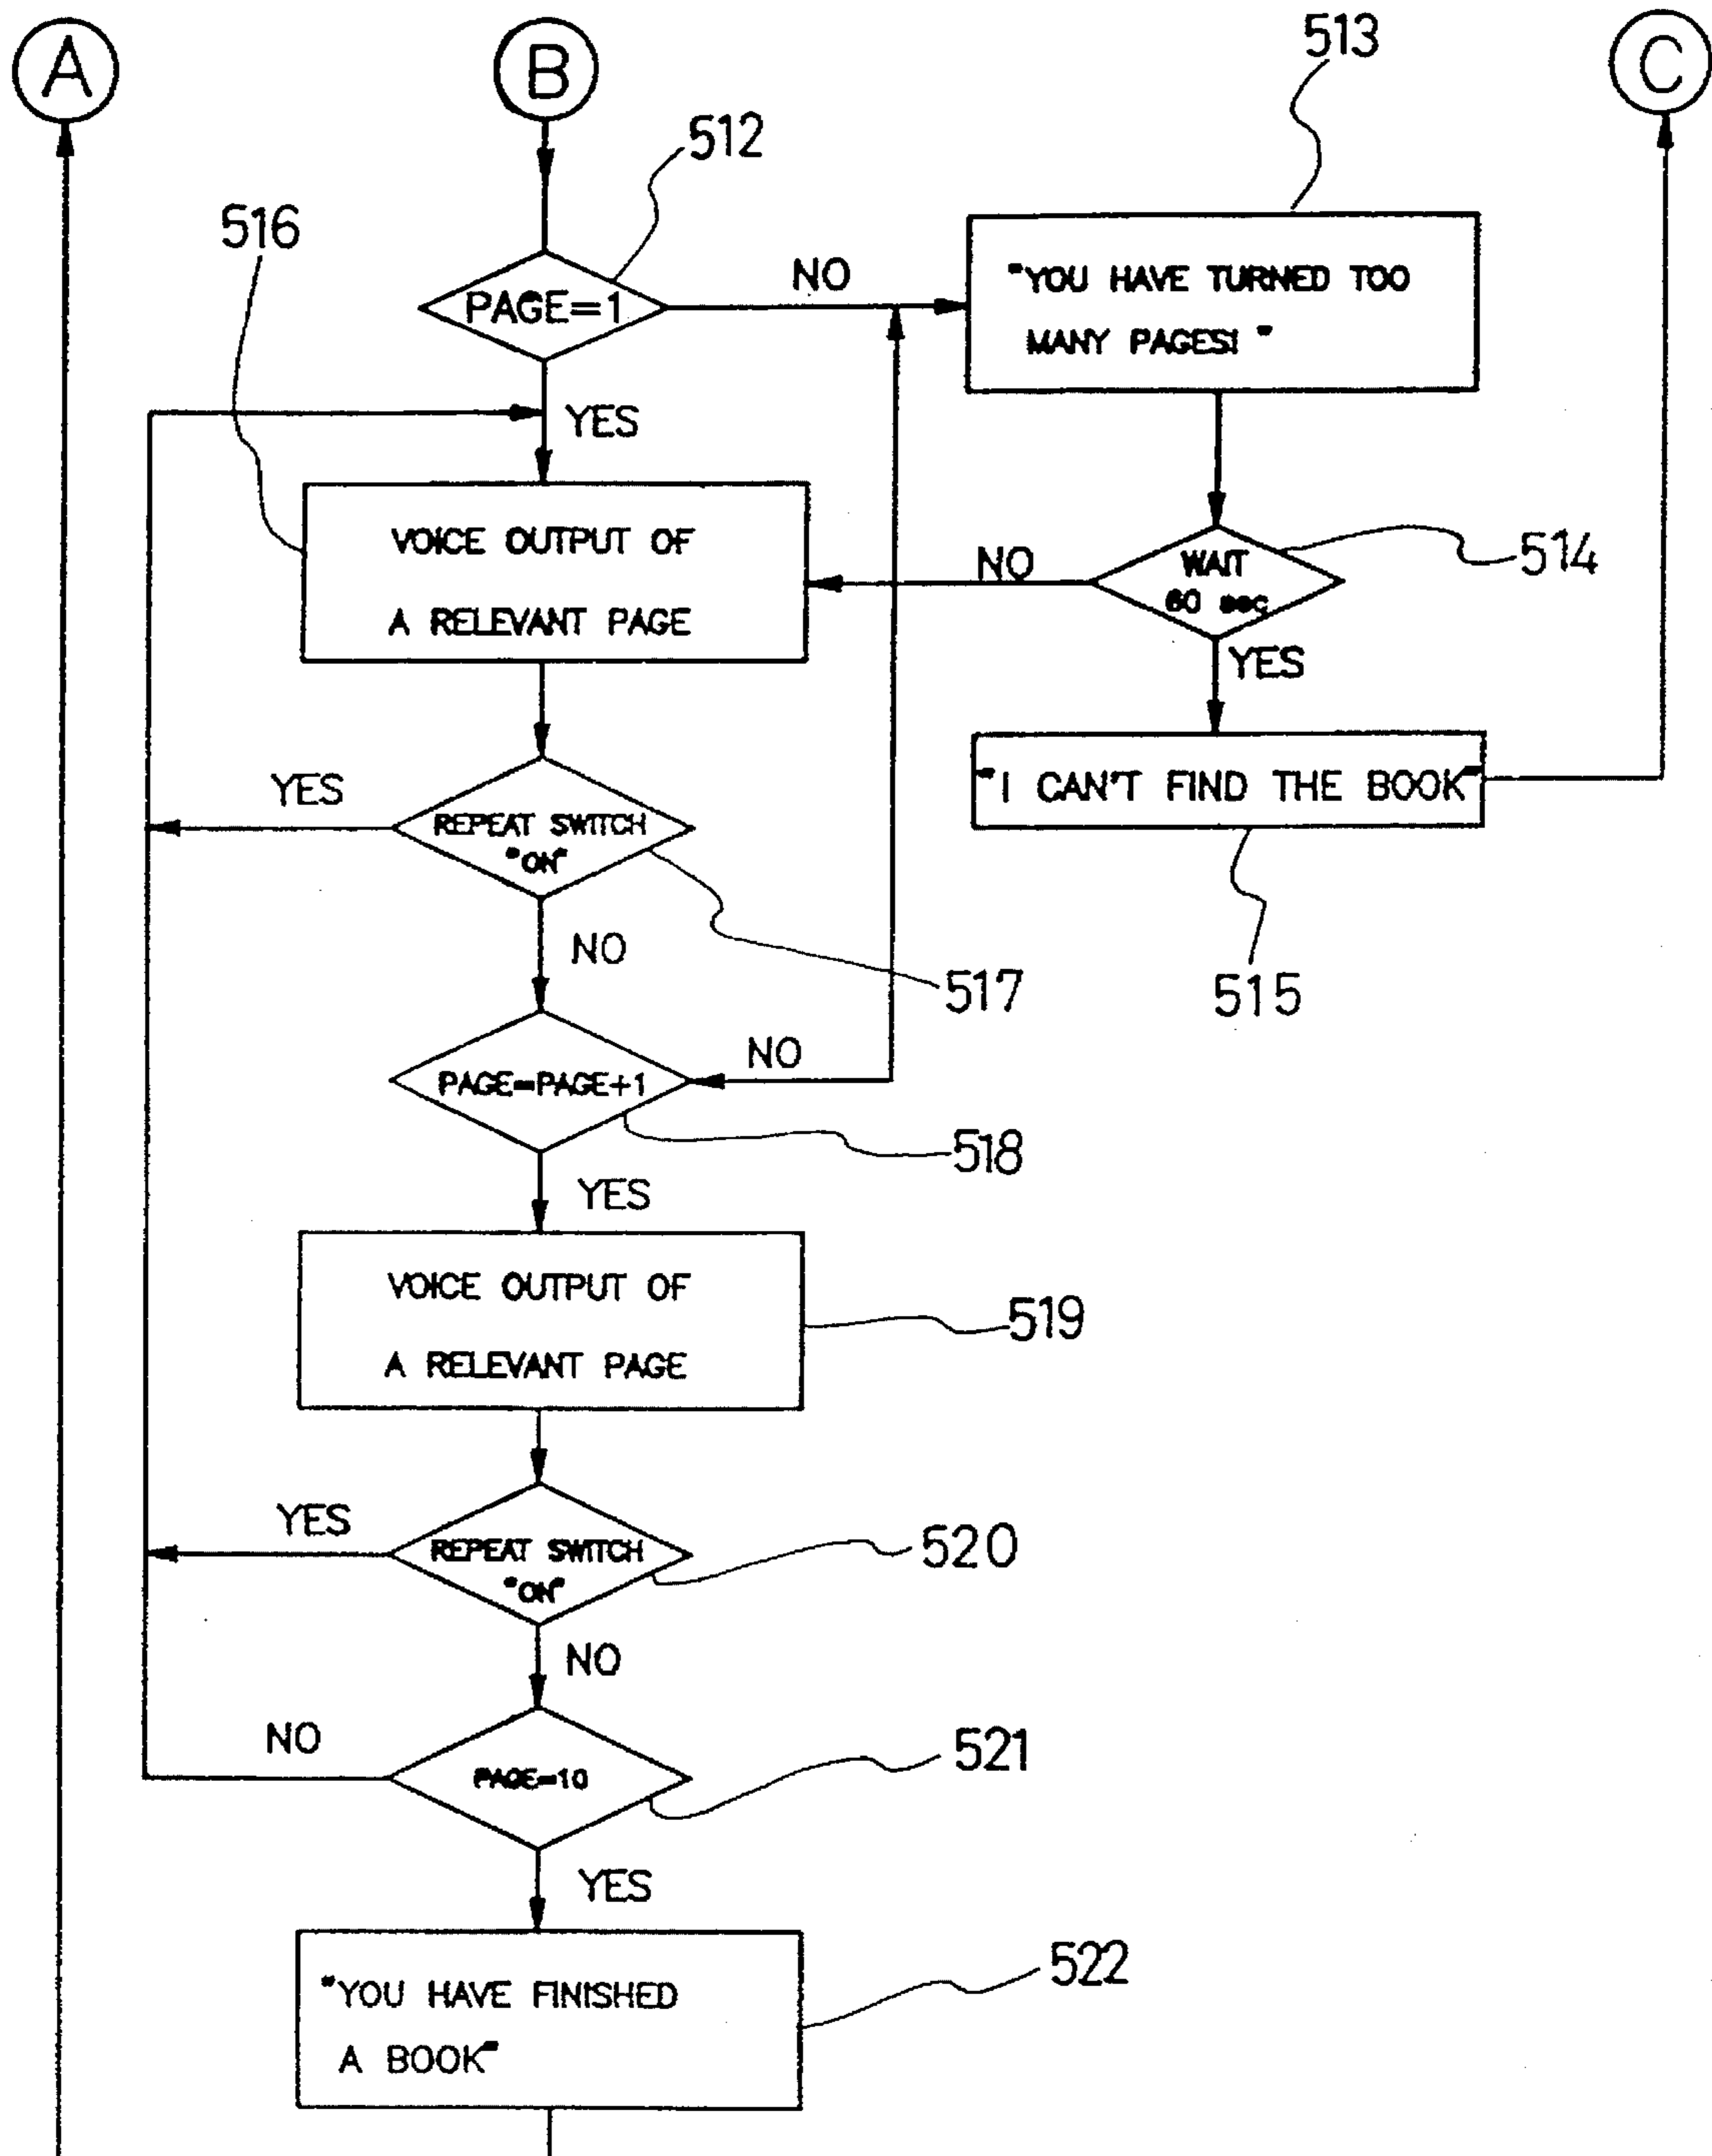 A
B
C
513
512
516
NO
PAGE=1
"YOU HAVE TURNED TOO
MANY PAGES! "
YES
VOICE OUTPUT OF
A RELEVANT PAGE
NO
WAIT
60 sec
514
YES
"I CAN'T FIND THE BOOK"
515
YES
REPEAT SWITCH
"ON"
517
NO
NO
PAGE=PAGE+1
518
YES
VOICE OUTPUT OF
A RELEVANT PAGE
519
YES
REPEAT SWITCH
"ON"
520
NO
NO
PAGE=10
521
YES
"YOU HAVE FINISHED
A BOOK"
522